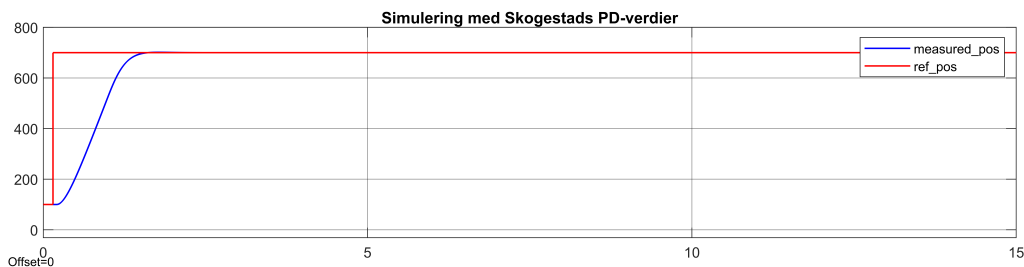 Simulering med Skogestads PD-verdier
800
600
400
200
0
measured_pos
ref_pos
0
5
10
15
Offset=0